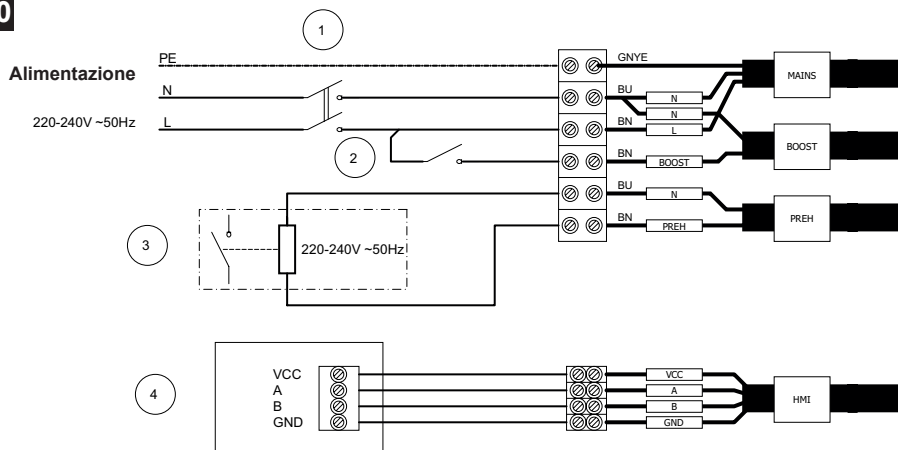 0
1
PE
GNYE
Alimentazione
MAINS
N
BU
N
N
220-240V ~50Hz
L
BN
L
2
BOOST
BN
BOOST
BU
N
3
220-240V ~50Hz
BN
PREH
PREH
4
VCC
VCC
A
A
B
B
HMI
GND
GND